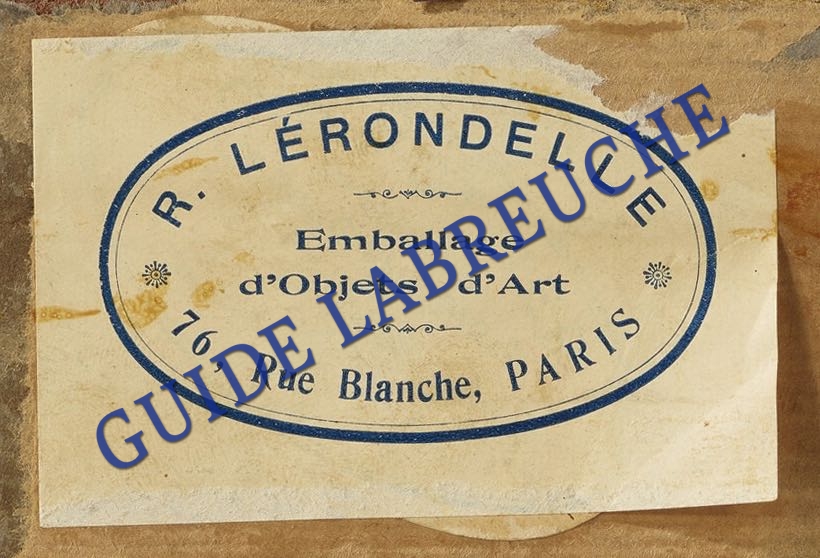 R. LÉRONDELLE
Emballage
d'Objets d'Art
76, Rue Blanche, PARIS
GUIDE LABREUCHE